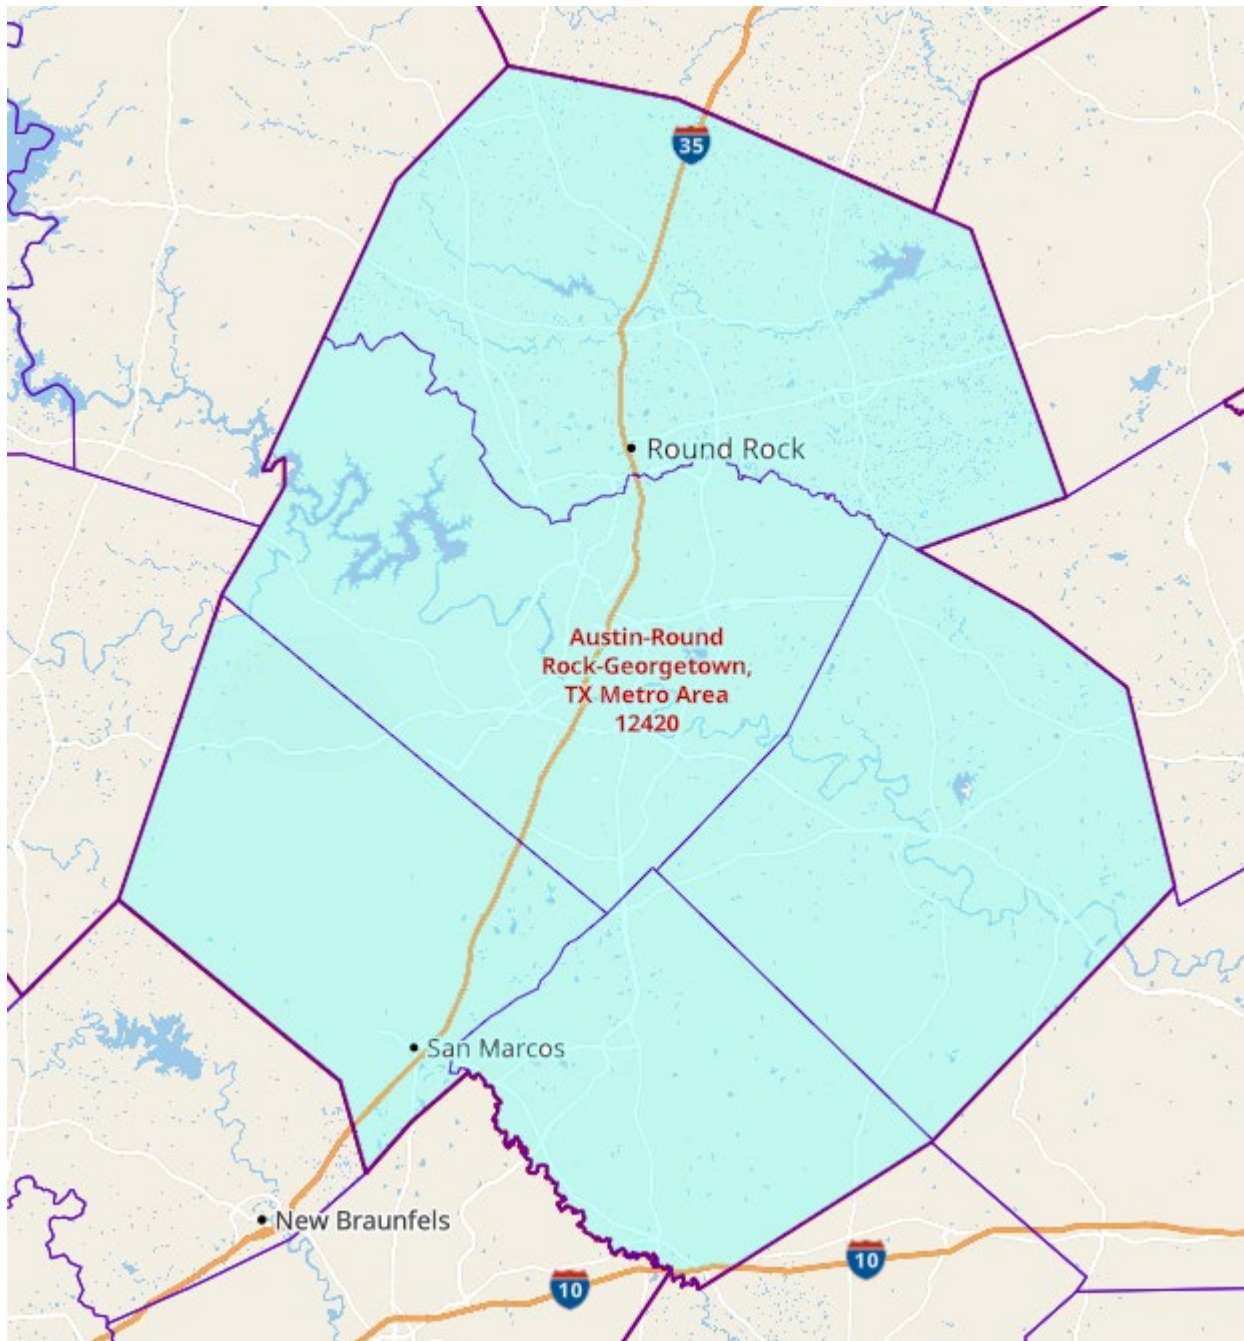 35
Round Rock
Austin-Round
Rock-Georgetown,
TX Metro Area
12420
San Marcos
New Braunfels
10
10